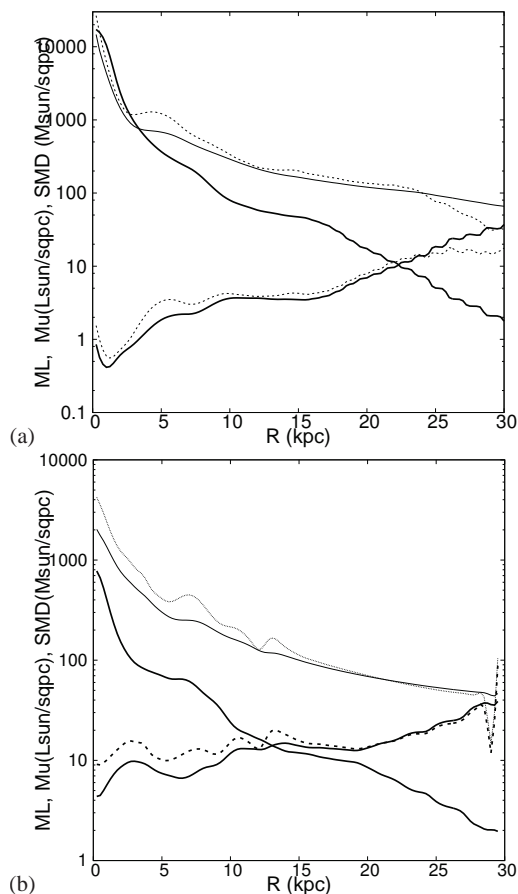 10000
1000
100
10
1
0.1
ML, Mu(Lsun/sqpc), SMD (Msun/sqpc)
0 5 10 15 20 25 30
R (kpc)
(a)
10000
1000
100
10
1
ML, Mu(Lsun/sqpc), SMD(Msun/sqpc)
0 5 10 15 20 25 30
R (kpc)
(b)